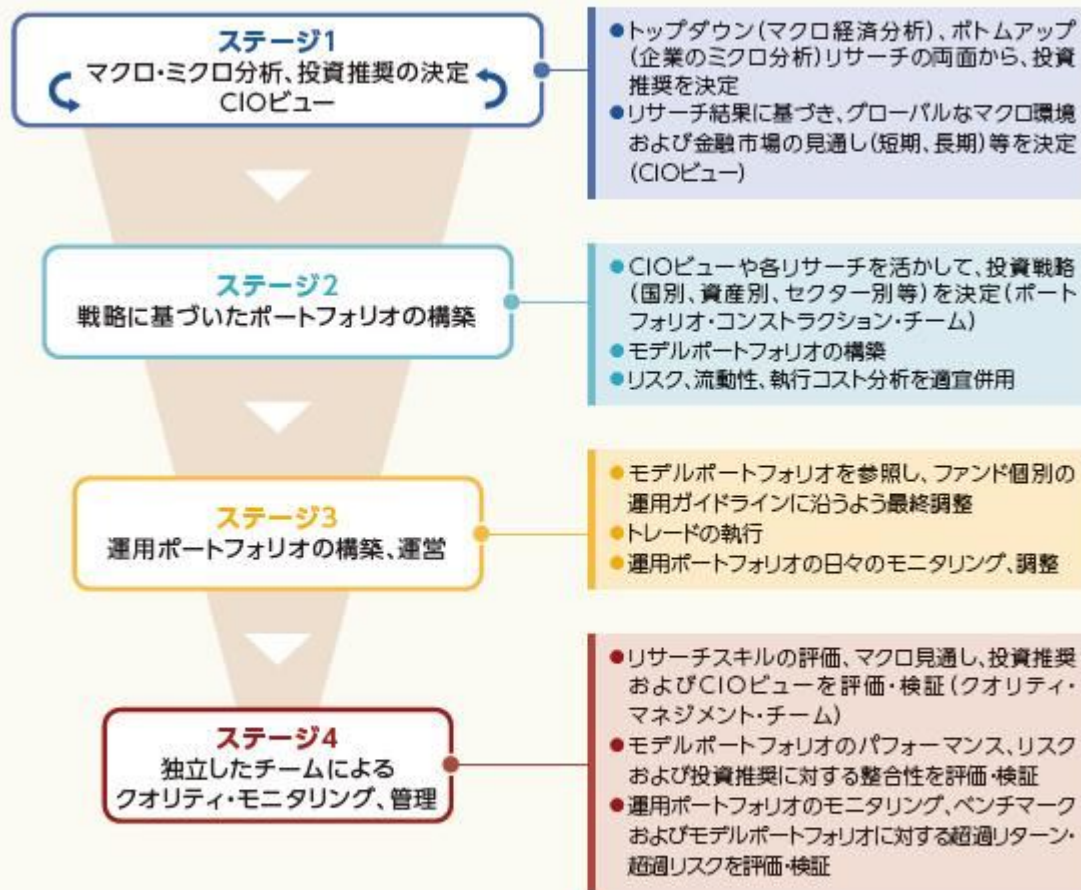 ステージ1
マクロ・ミクロ分析、投資推奨の決定
CIOビュー
●トップダウン(マクロ経済分析)、ボトムアップ
(企業のミクロ分析)リサーチの両面から、投資
推奨を決定
●リサーチ結果に基づき、グローバルなマクロ環境
および金融市場の見通し(短期、長期)等を決定
(CIOビュー)
ステージ2
戦略に基づいたポートフォリオの構築
●CIOビューや各リサーチを活かして、投資戦略
(国別、資産別、セクター別等)を決定(ポート
フォリオ・コンストラクション・チーム)
●モデルポートフォリオの構築
●リスク、流動性、執行コスト分析を適宜併用
ステージ3
運用ポートフォリオの構築、運営
●モデルポートフォリオを参照し、ファンド個別の
運用ガイドラインに沿うよう最終調整
●トレードの執行
●運用ポートフォリオの日々のモニタリング、調整
ステージ4
独立したチームによる
クオリティ・モニタリング、管理
●リサーチスキルの評価、マクロ見通し、投資推奨
およびCIOビューを評価・検証(クオリティ・
マネジメント・チーム)
●モデルポートフォリオのパフォーマンス、リスク
および投資推奨に対する整合性を評価・検証
●運用ポートフォリオのモニタリング、ベンチマーク
およびモデルポートフォリオに対する超過リターン・
超過リスクを評価・検証